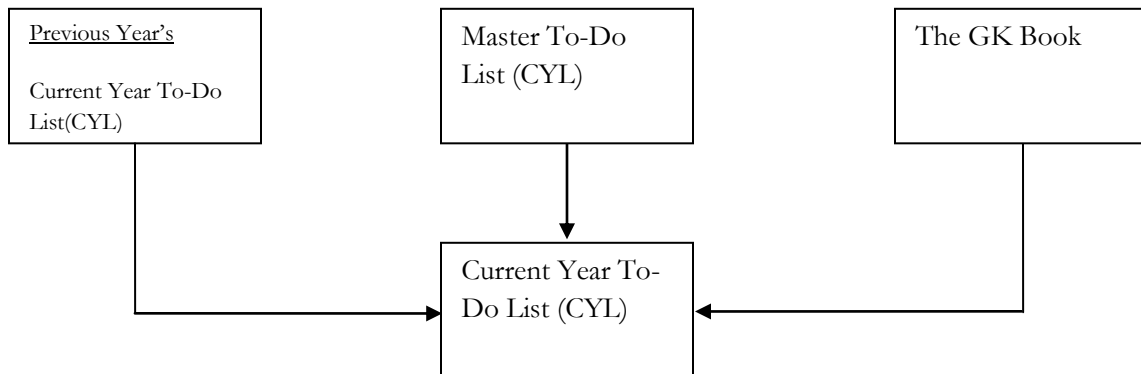 Previous Year's
Current Year To-Do
List(CYL)
Master To-Do
List (CYL)
The GK Book
Current Year To-
Do List (CYL)